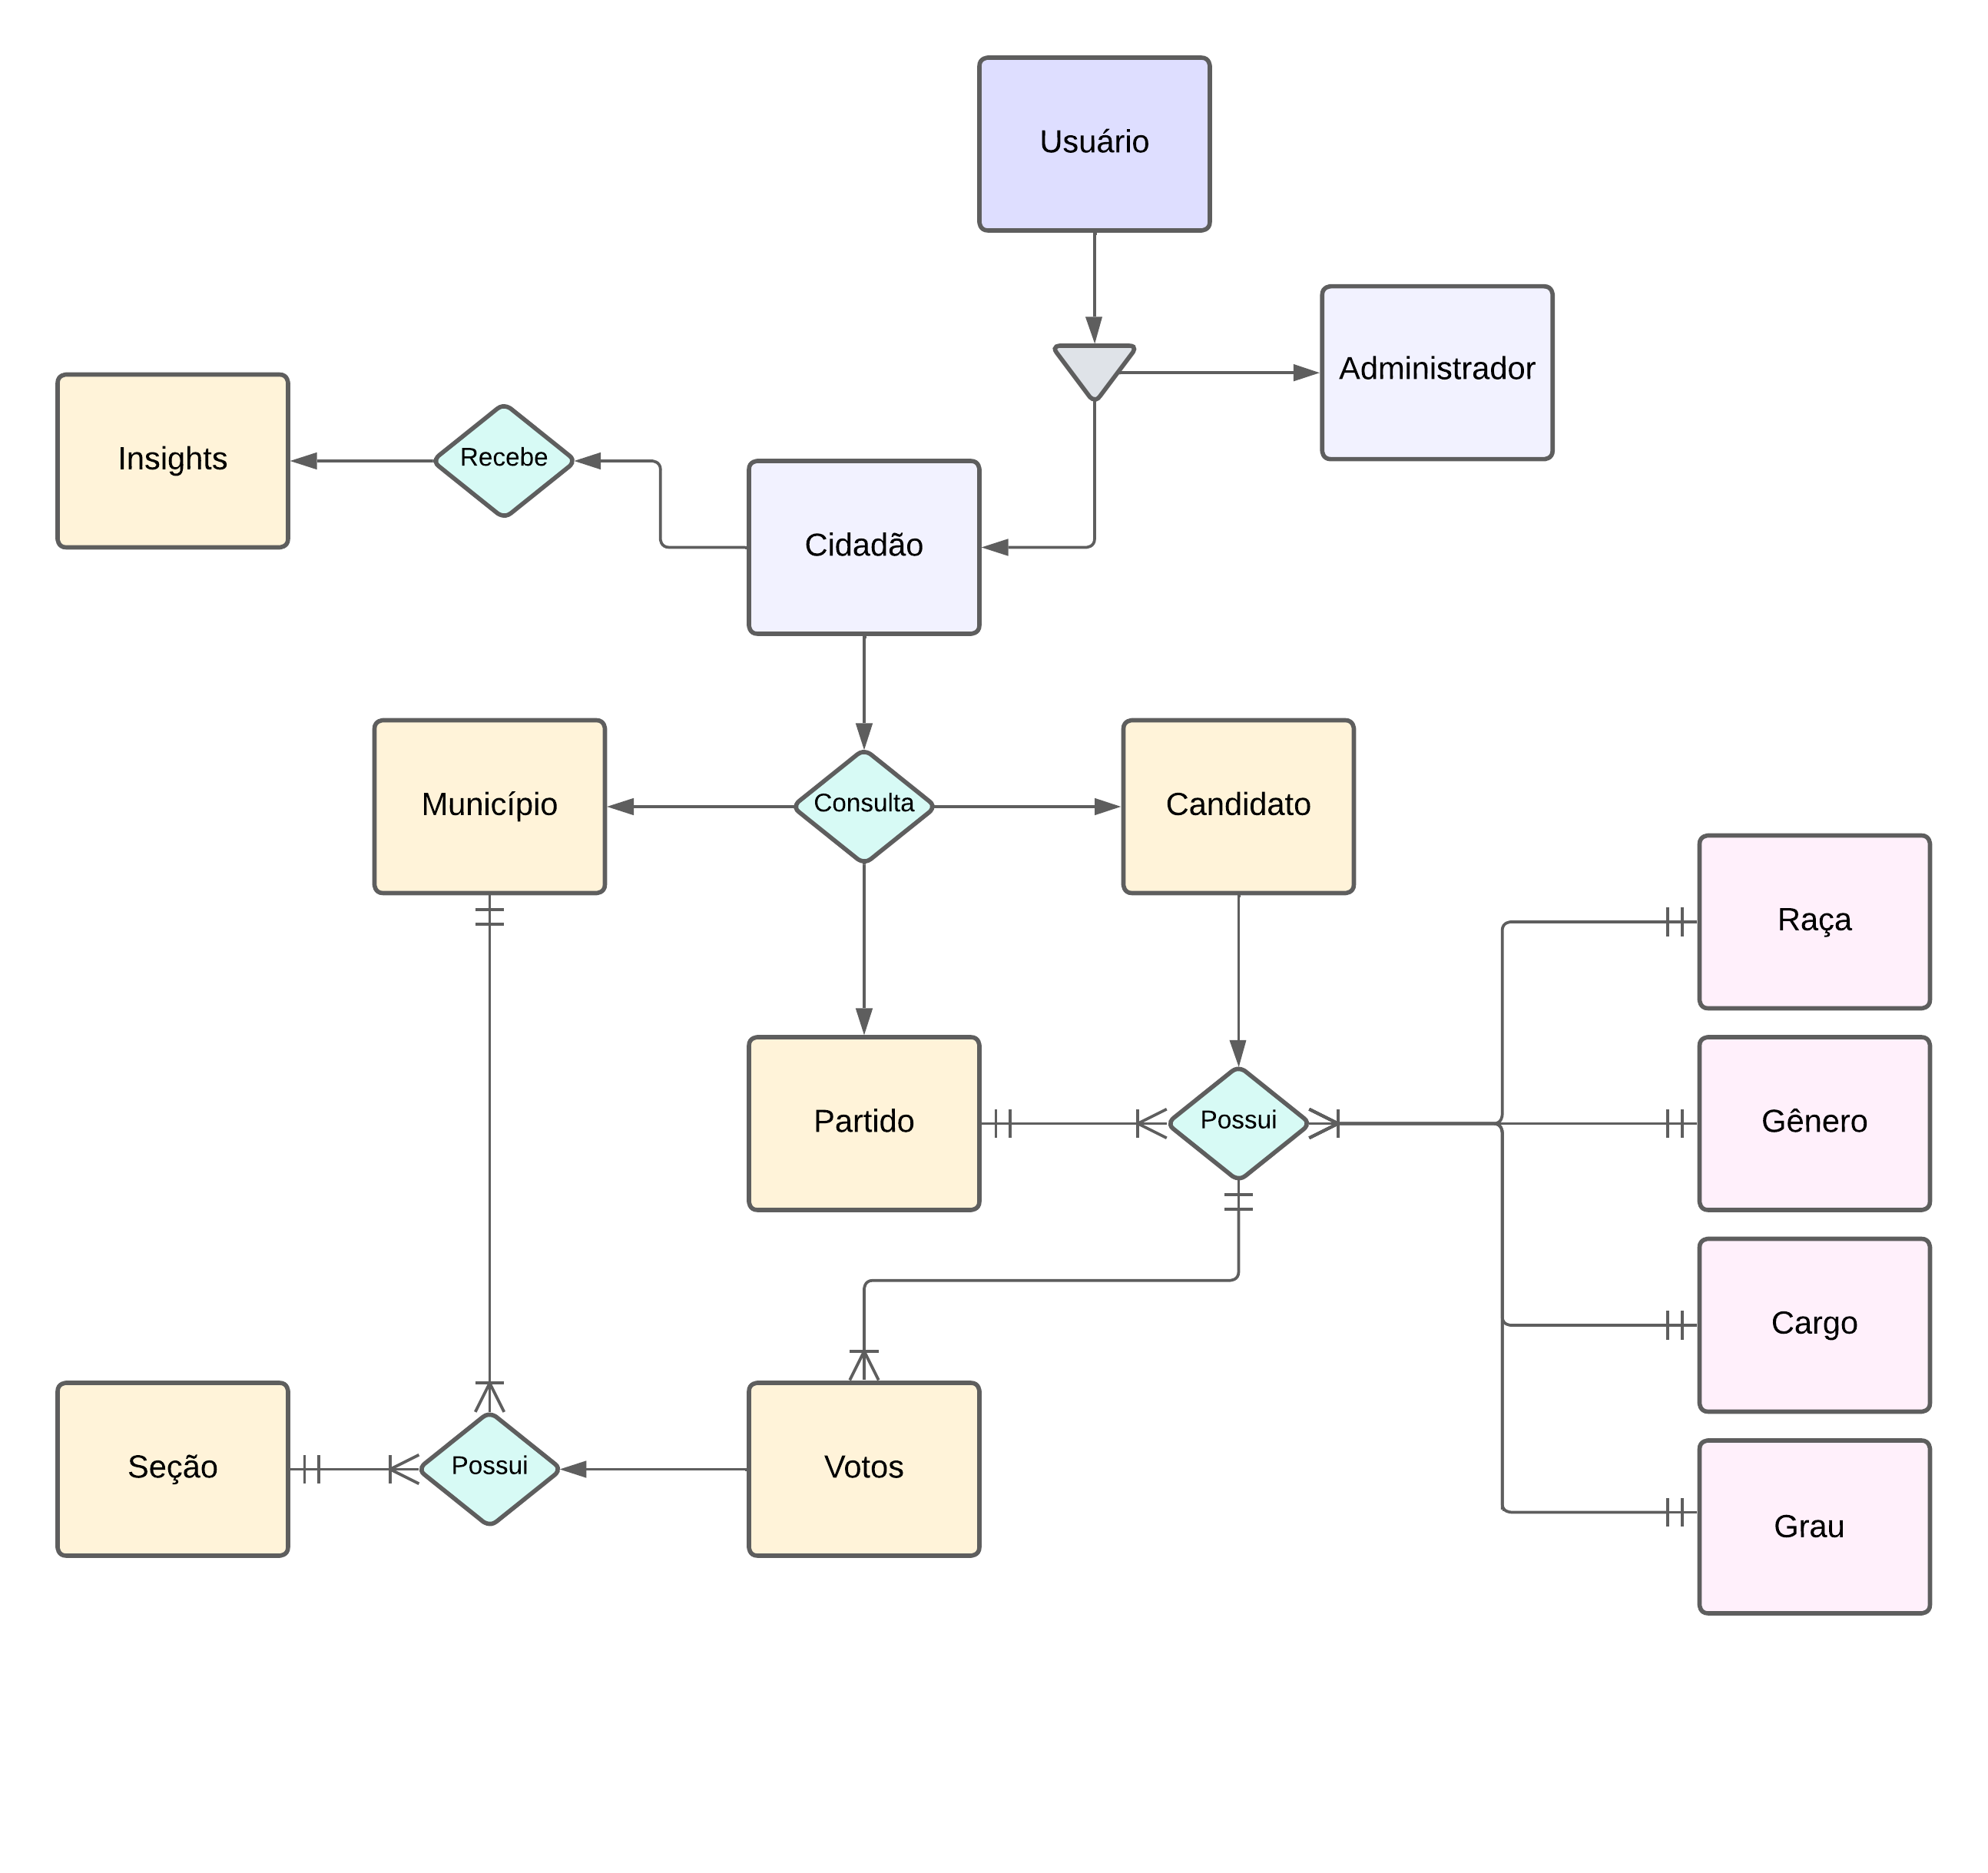 Usuário
Administrador
Insights
Recebe
Cidadão
Município
Consulta
Candidato
Raça
Partido
Possui
Gênero
Cargo
Seção
Possui
Votos
Grau